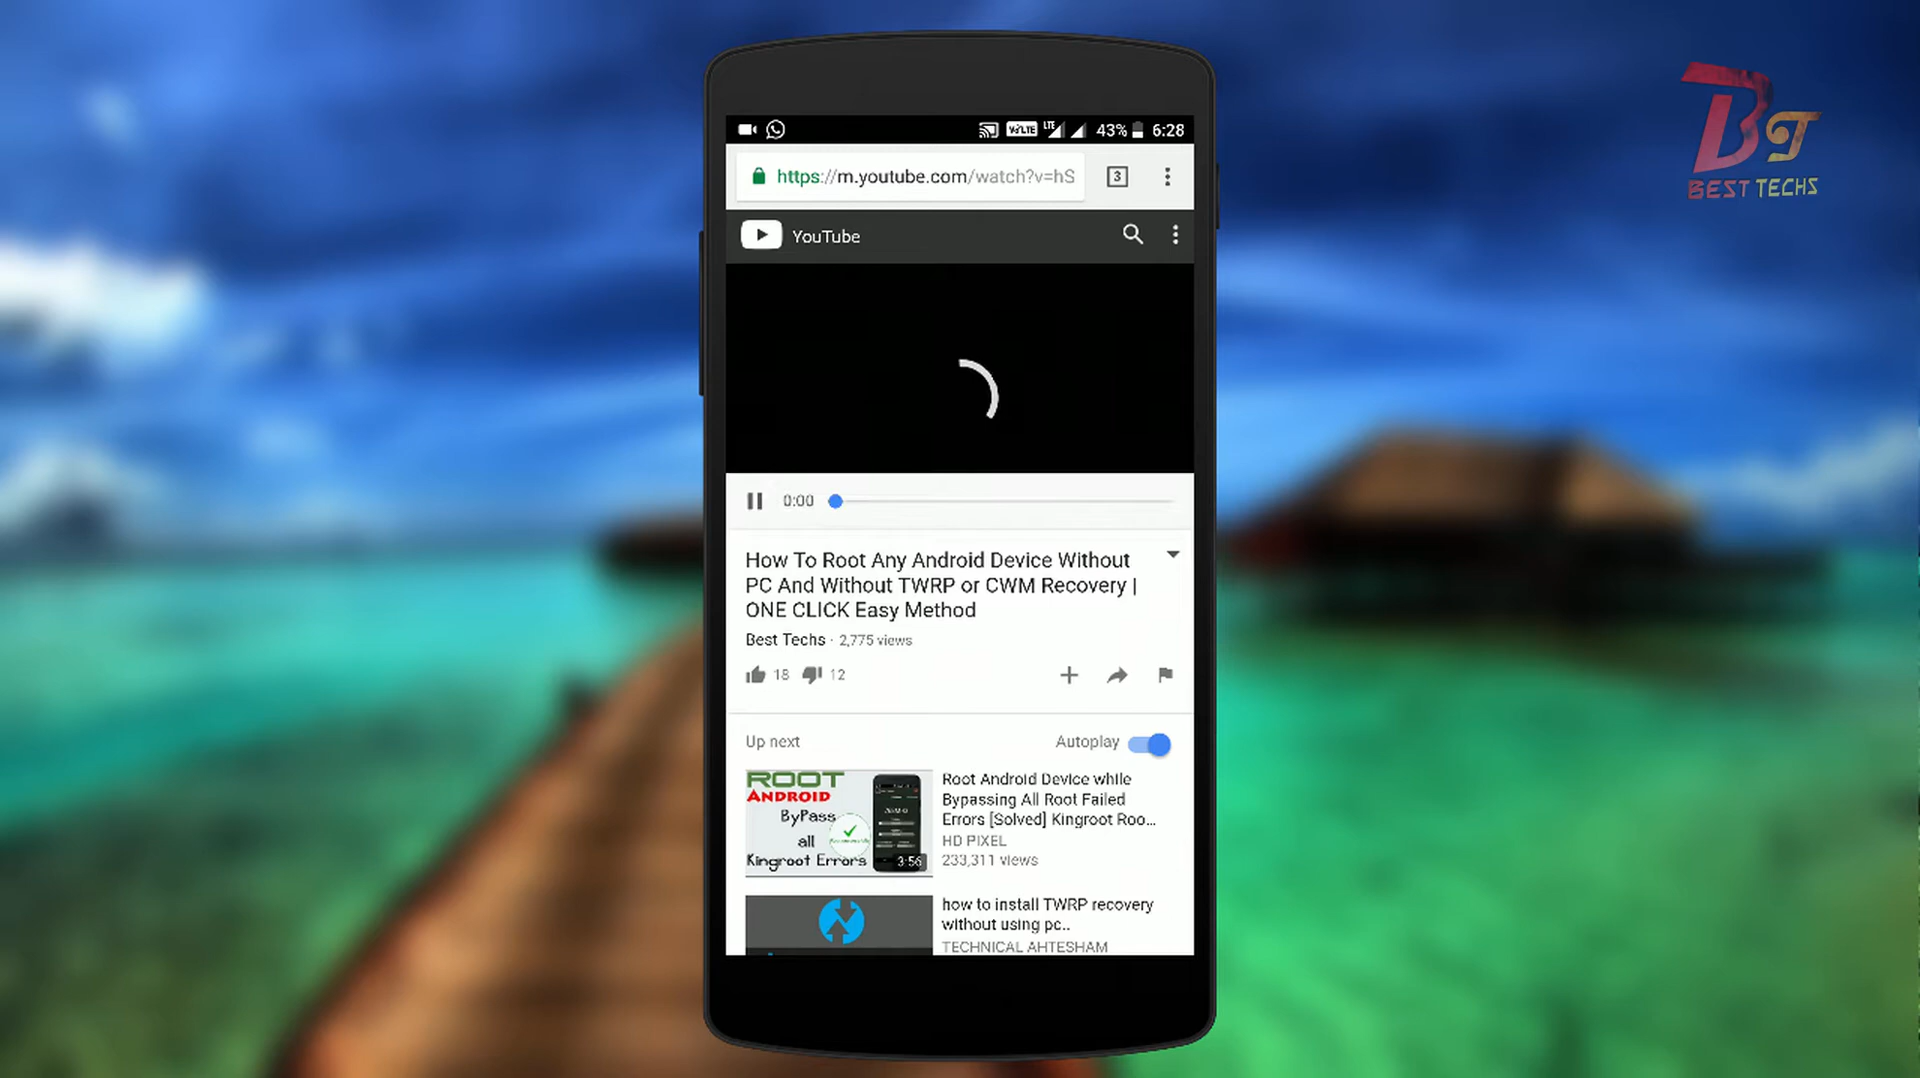 BG
BEST TECHS
VoLTE LTE 43% 6:28
https://m.youtube.com/watch?v=hS
3
YouTube
0:00
How To Root Any Android Device Without
PC And Without TWRP or CWM Recovery |
ONE CLICK Easy Method
Best Techs · 2,775 views
18 12
Up next
Autoplay
ROOT
ANDROID
ByPass
all
Kingroot Errors
3:56
Root Android Device while
Bypassing All Root Failed
Errors [Solved] Kingroot Roo...
HD PIXEL
233,311 views
how to install TWRP recovery
without using pc..
TECHNICAL AHTESHAM